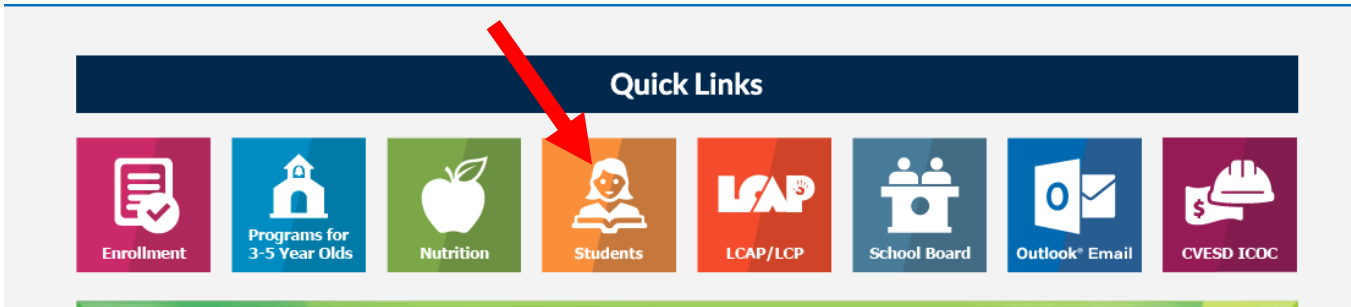 Quick Links
LCAP
$
O
Enrollment
Programs for
3-5 Year Olds
Nutrition
Students
LCAP/LCP
School Board
Outlook® Email
CVESD ICOC